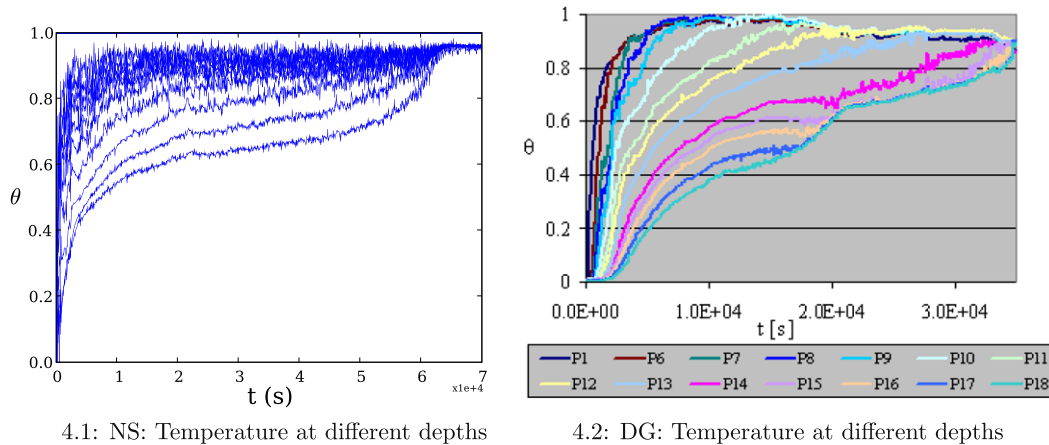 1.0
0.8
0.6
0.4
0.2
0.0
θ
0 1 2 3 4 5 6 7
x1e+4
t (s)
4.1: NS: Temperature at different depths
1
0.8
0.6
0.4
0.2
0
Θ
0.0E+00 1.0E+04 2.0E+04 3.0E+04
t [s]
P1 P6 P7 P8 P9 P10 P11
P12 P13 P14 P15 P16 P17 P18
4.2: DG: Temperature at different depths